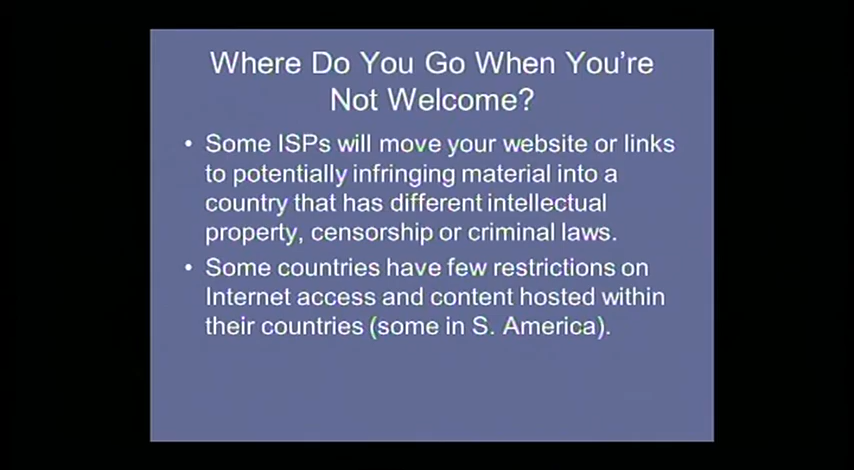 Where Do You Go When You're
Not Welcome?
• Some ISPs will move your website or links
to potentially infringing material into a
country that has different intellectual
property, censorship or criminal laws.
• Some countries have few restrictions on
Internet access and content hosted within
their countries (some in S. America).